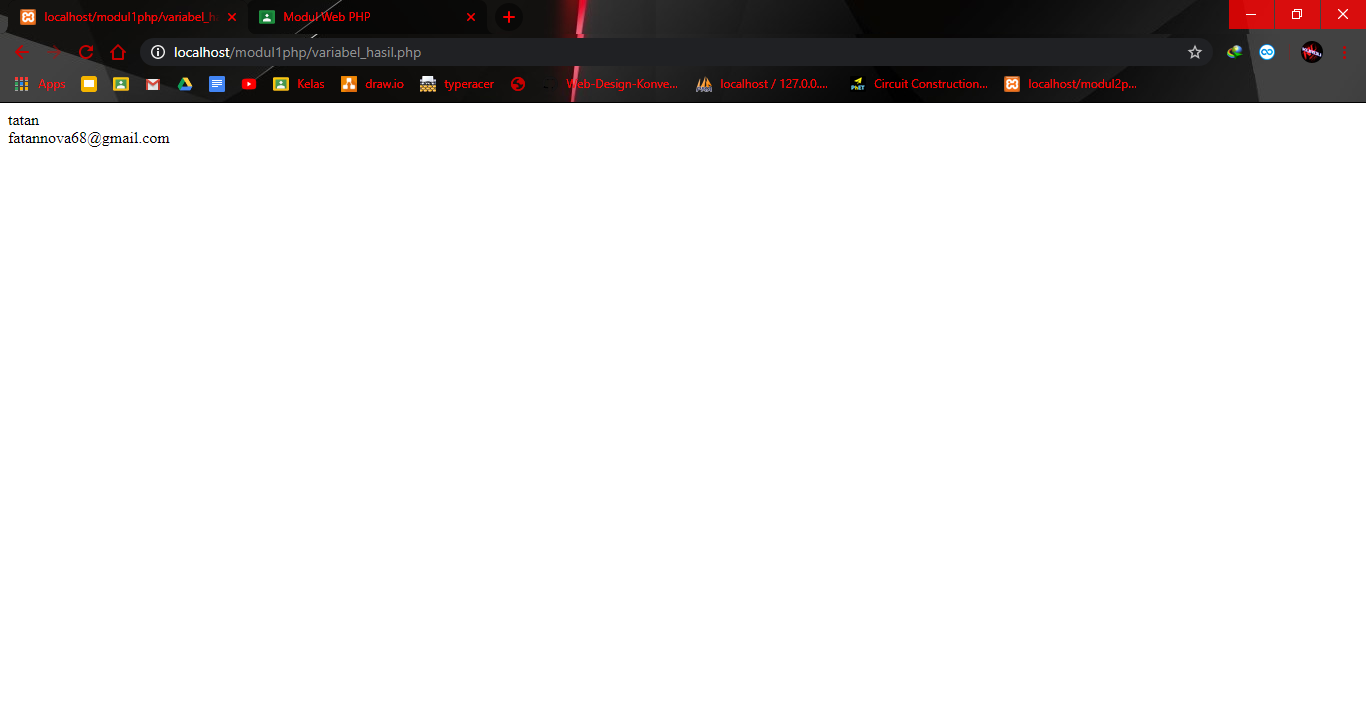 localhost/modul1php/variabel_h
Modul Web PHP
localhost/modul1php/variabel_hasil.php
Apps
Kelas
draw.io
typeracer
Web-Design-Konve...
localhost / 127.0.0....
Circuit Construction...
localhost/modul2p...
tatan
fatannova68@gmail.com